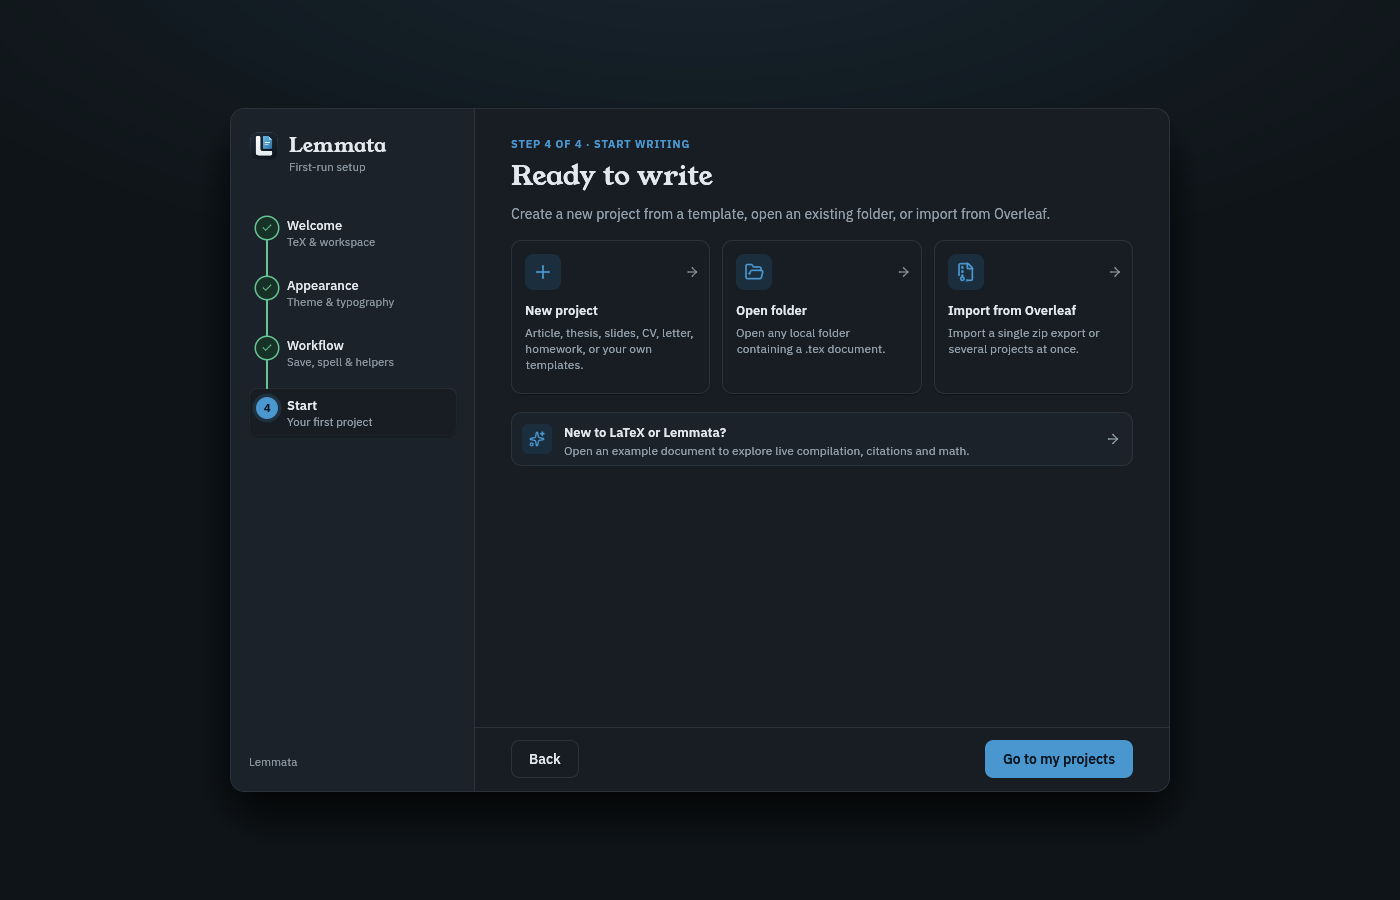 Lemmata
First-run setup
Welcome
TeX & workspace
Appearance
Theme & typography
Workflow
Save, spell & helpers
4
Start
Your first project
Lemmata
STEP 4 OF 4 · START WRITING
Ready to write
Create a new project from a template, open an existing folder, or import from Overleaf.
New project
Article, thesis, slides, CV, letter,
homework, or your own
templates.
Open folder
Open any local folder
containing a .tex document.
Import from Overleaf
Import a single zip export or
several projects at once.
New to LaTeX or Lemmata?
Open an example document to explore live compilation, citations and math.
Back
Go to my projects